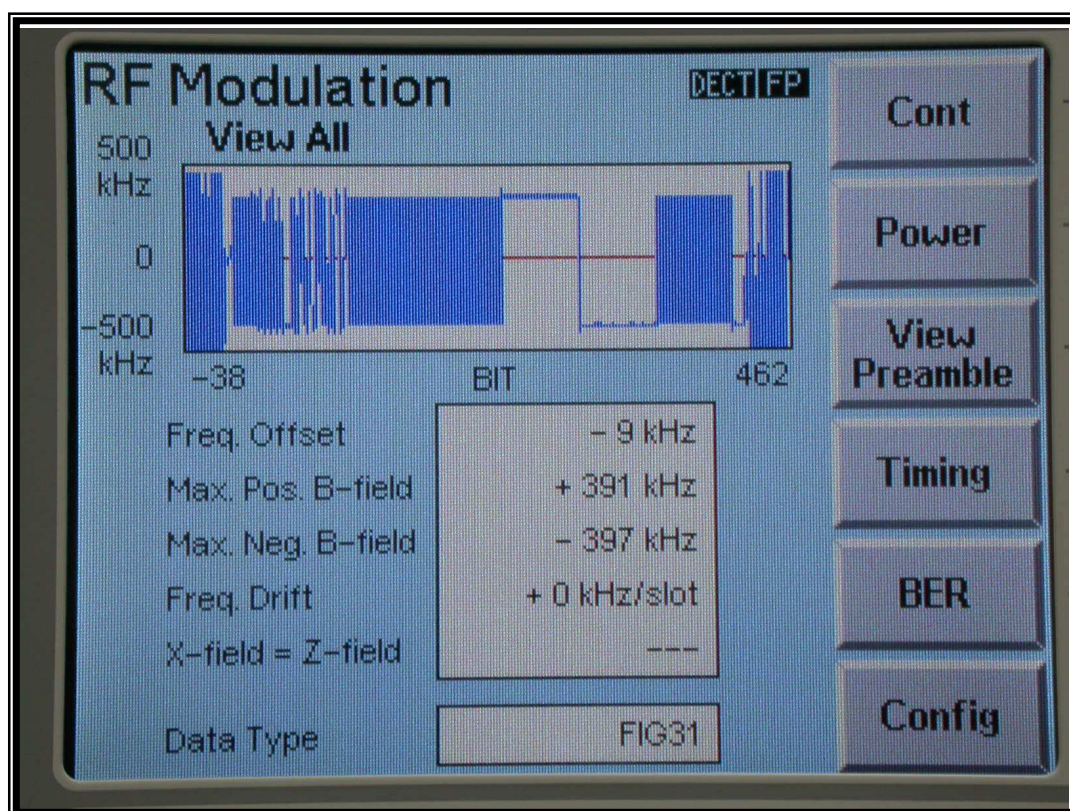 RF Modulation DECT FP
View All
500
kHz
0
-500
kHz
-38 BIT 462
Freq. Offset - 9 kHz
Max. Pos. B-field + 391 kHz
Max. Neg. B-field - 397 kHz
Freq. Drift + 0 kHz/slot
X-field = Z-field ---
Data Type FIG31
Cont
Power
View
Preamble
Timing
BER
Config